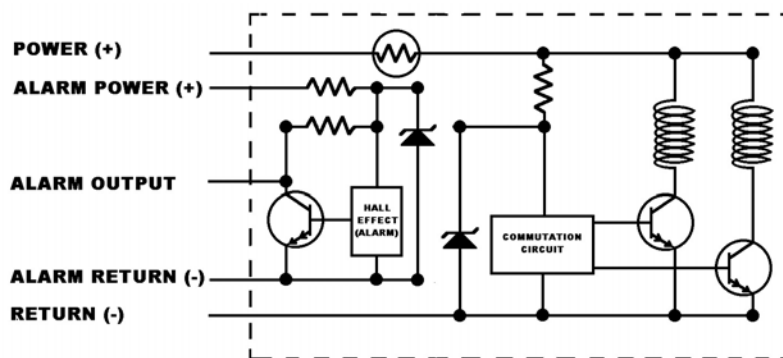 POWER (+)
ALARM POWER (+)
ALARM OUTPUT
HALL
EFFECT
(ALARM)
COMMUTATION
CIRCUIT
ALARM RETURN (-)
RETURN (-)